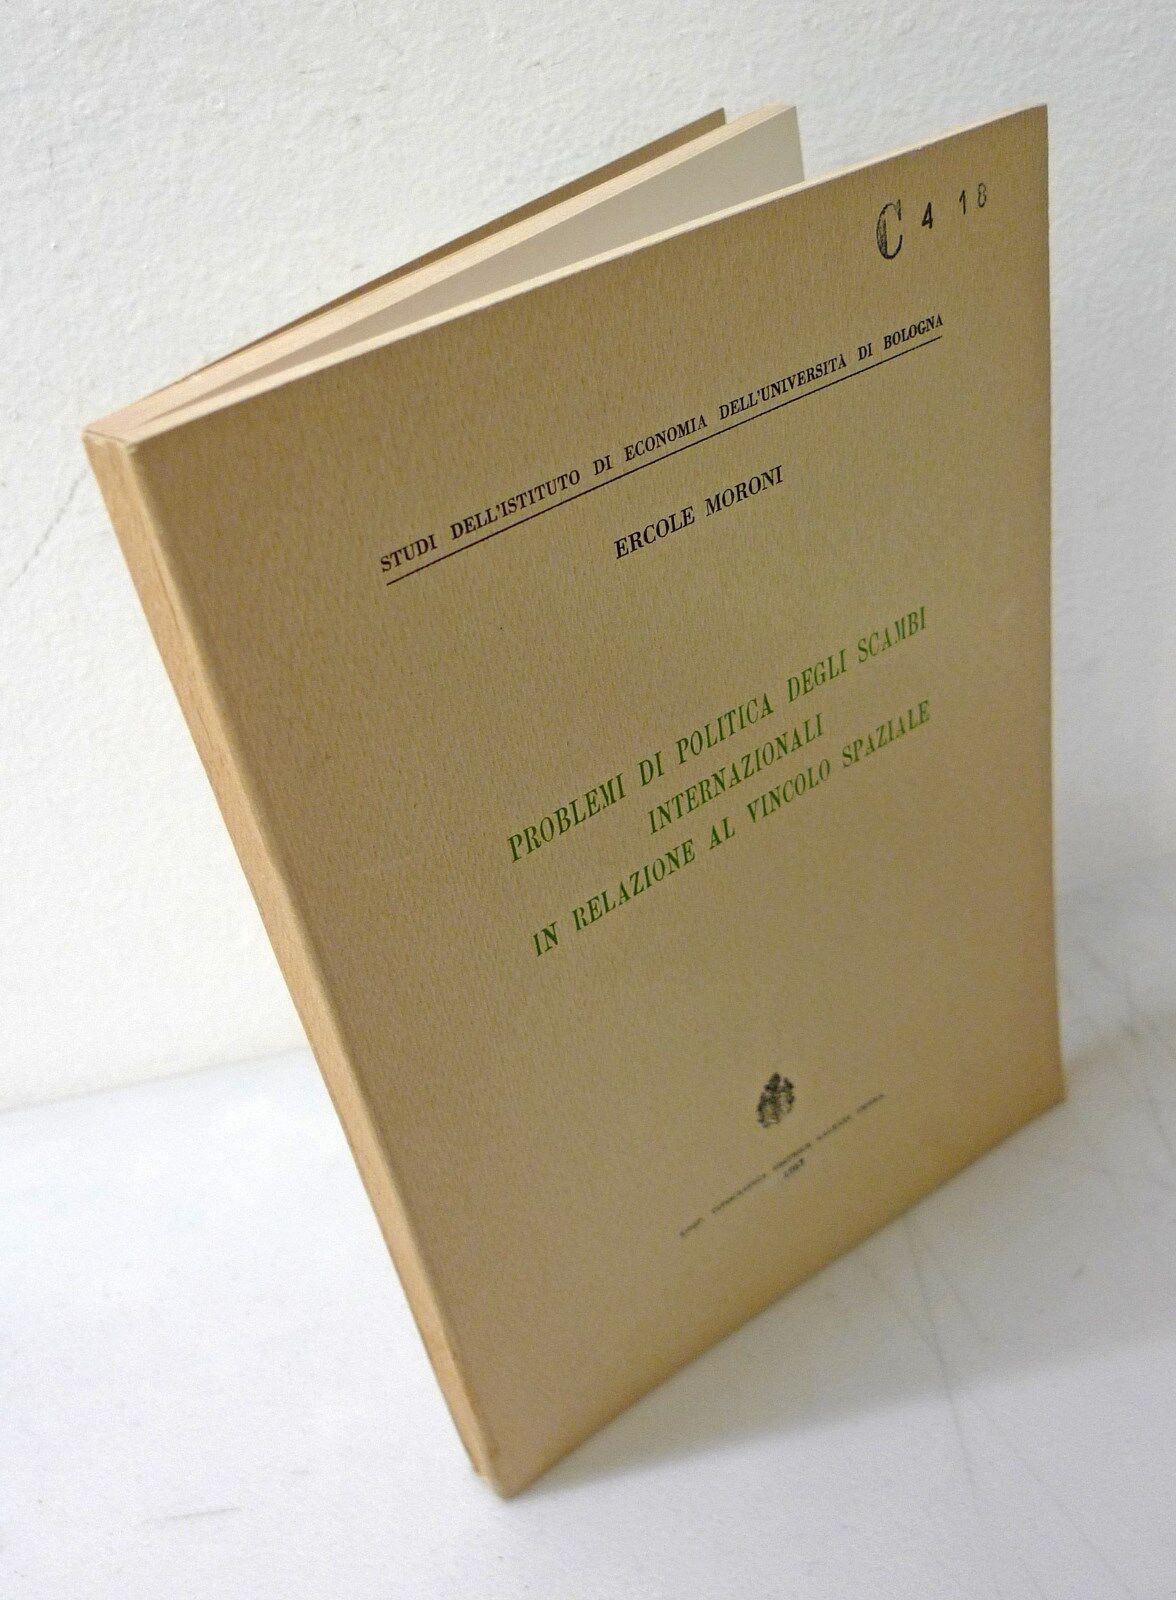 C 4 18
STUDI DELL'ISTITUTO DI ECONOMIA DELL'UNIVERSITÀ DI BOLOGNA
ERCOLE MORONI
PROBLEMI DI POLITICA DEGLI SCAMBI
INTERNAZIONALI
IN RELAZIONE AL VINCOLO SPAZIALE